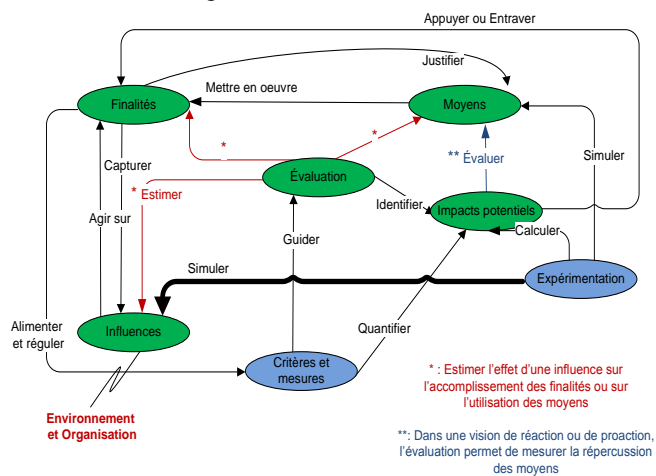 Appuyer ou Entraver
Justifier
Mettre en oeuvre
Finalités
Moyens
*
*
Capturer
** Évaluer
Simuler
Évaluation
* Estimer
Agir sur
Identifier
Impacts potentiels
Guider
Calculer
Simuler
Expérimentation
Alimenter
et réguler
Influences
Quantifier
Critères et
mesures
Environnement
et Organisation
* : Estimer l'effet d'une influence sur
l'accomplissement des finalités ou sur
l'utilisation des moyens
**: Dans une vision de réaction ou de proaction,
l'évaluation permet de mesurer la répercussion
des moyens